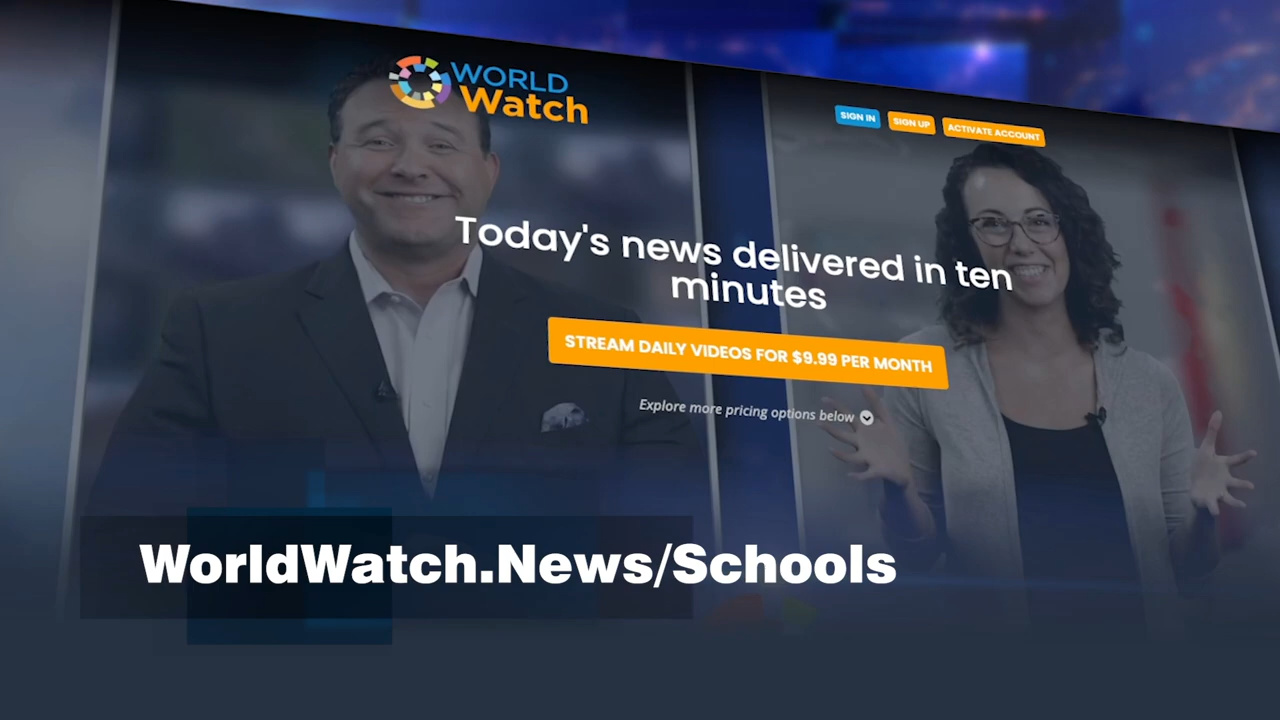 WORLD
Watch
SIGN IN
SIGN UP
ACTIVATE ACCOUNT
Today's news delivered in ten
minutes
STREAM DAILY VIDEOS FOR $9.99 PER MONTH
Explore more pricing options below
WorldWatch.News/Schools